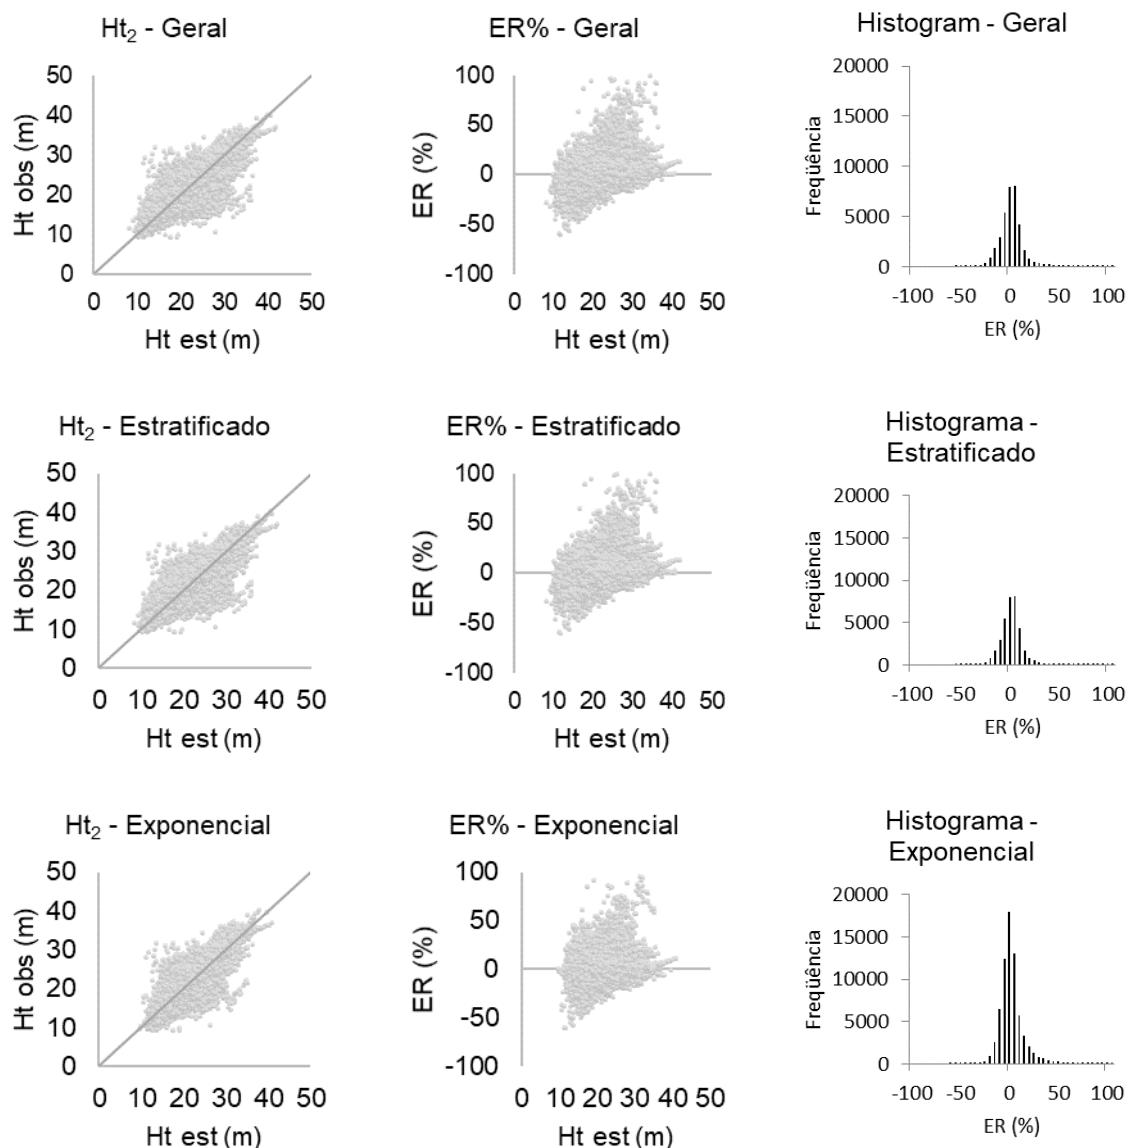 Ht₂ - Geral
50
40
30
20
10
0
Ht obs (m)
0 10 20 30 40 50
Ht est (m)
ER% - Geral
100
50
0
-50
-100
ER (%)
0 10 20 30 40 50
Ht est (m)
Histogram - Geral
20000
15000
10000
5000
0
Freqüência
-100 -50 0 50 100
ER (%)
Ht₂ - Estratificado
50
40
30
20
10
0
Ht obs (m)
0 10 20 30 40 50
Ht est (m)
ER% - Estratificado
100
50
0
-50
-100
ER (%)
0 10 20 30 40 50
Ht est (m)
Histograma -
Estratificado
20000
15000
10000
5000
0
Freqüência
-100 -50 0 50 100
ER (%)
Ht₂ - Exponencial
50
40
30
20
10
0
Ht obs (m)
0 10 20 30 40 50
Ht est (m)
ER% - Exponencial
100
50
0
-50
-100
ER (%)
0 10 20 30 40 50
Ht est (m)
Histograma -
Exponencial
20000
15000
10000
5000
0
Freqüência
-100 -50 0 50 100
ER (%)